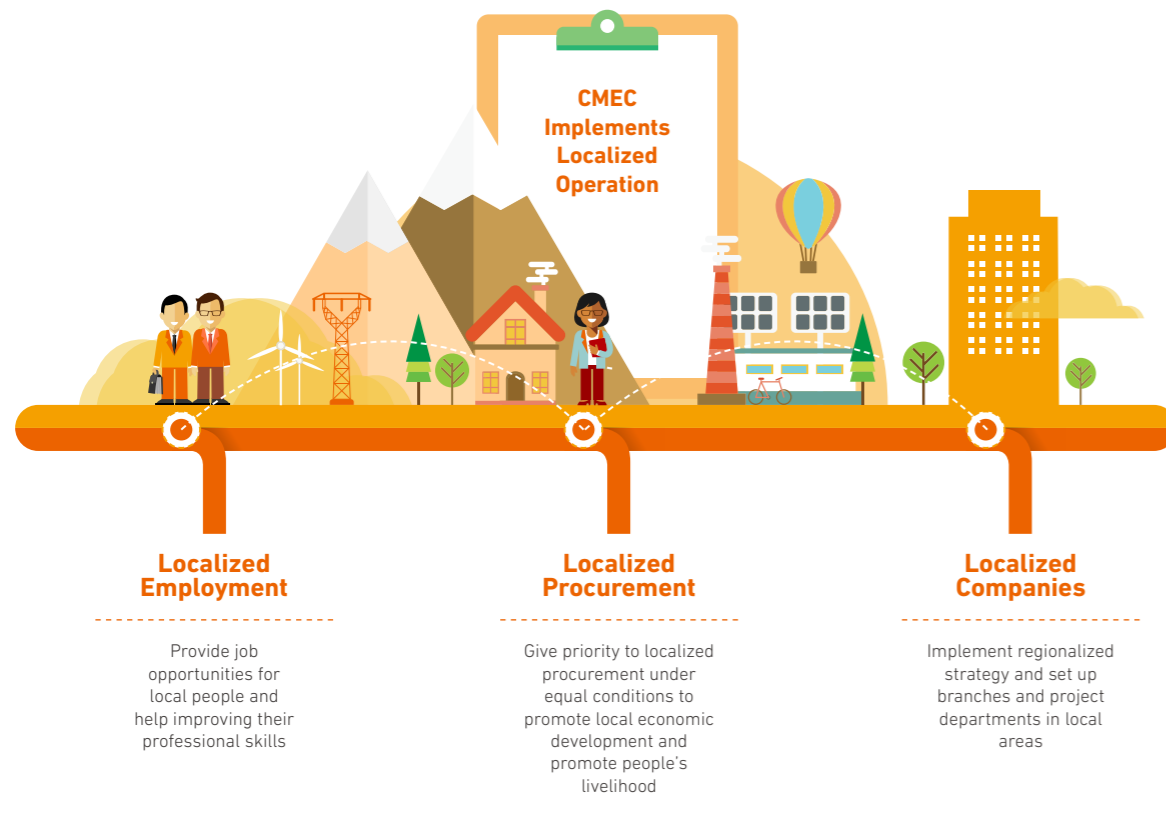 CMEC
Implements
Localized
Operation
Localized
Employment
Provide job
opportunities for
local people and
help improving their
professional skills
Localized
Procurement
Give priority to localized
procurement under
equal conditions to
promote local economic
development and
promote people's
livelihood
Localized
Companies
Implement regionalized
strategy and set up
branches and project
departments in local
areas